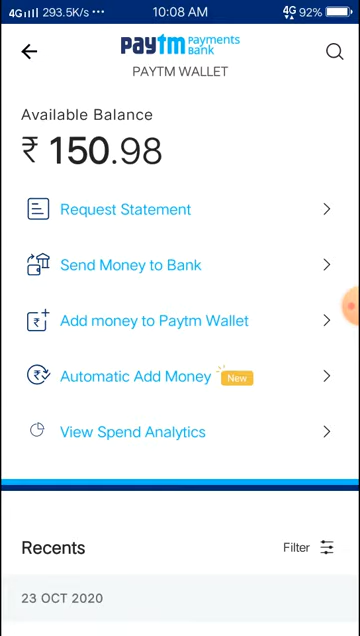 4G 293.5K/s ••• 10:08 AM 4G 92%
paytm payments
Bank
PAYTM WALLET
Available Balance
₹ 150.98
Request Statement
Send Money to Bank
Add money to Paytm Wallet
Automatic Add Money New
View Spend Analytics
Recents Filter
23 OCT 2020